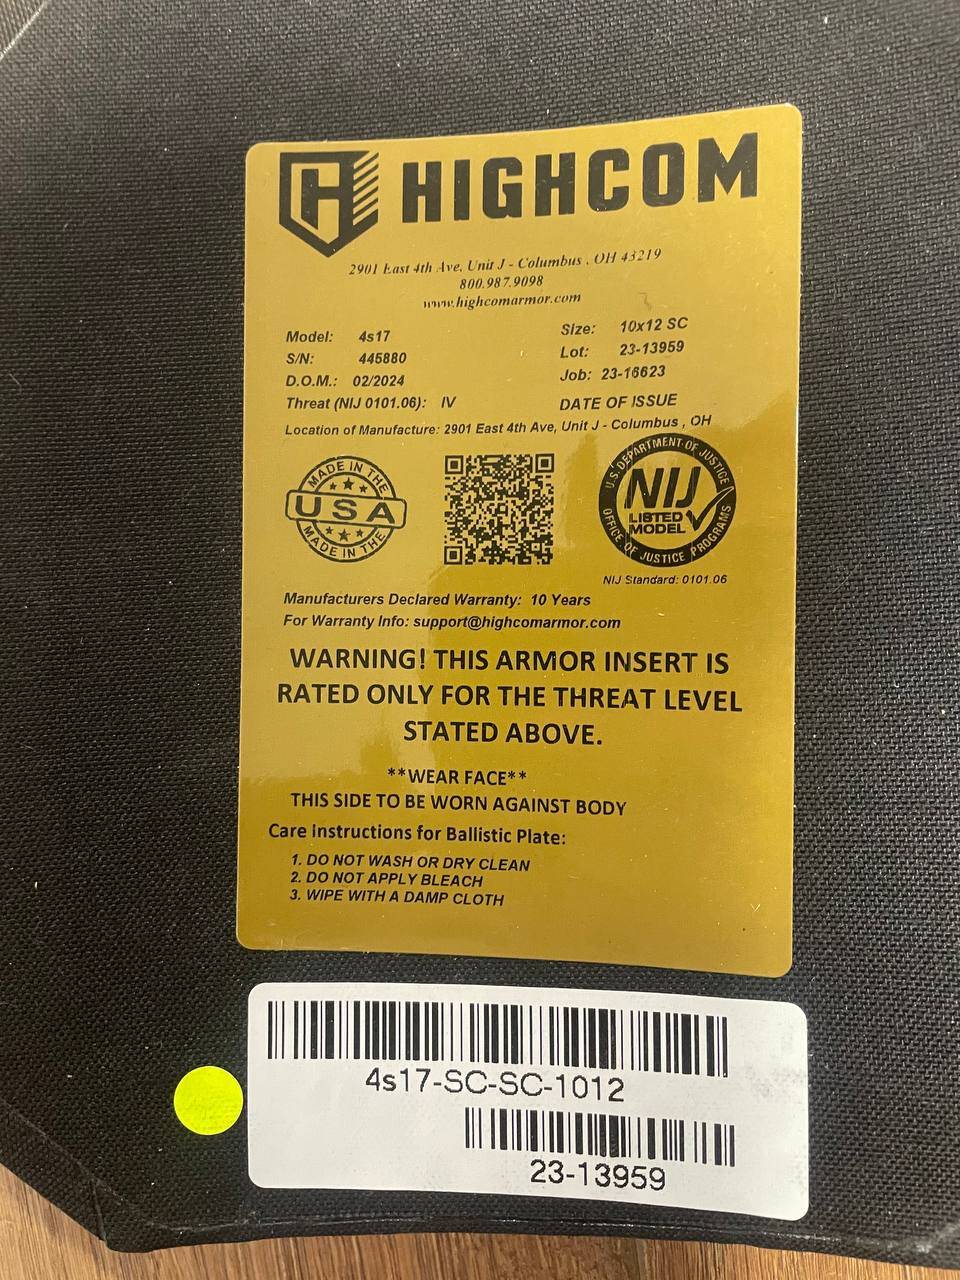 HIGHCOM
2901 East 4th Ave, Unit J - Columbus , OH 43219
800.987.9098
www.highcomarmor.com
Model: 4s17
Size: 10x12 SC
S/N: 445880
Lot: 23-13959
D.O.M.: 02/2024
Job: 23-16623
Threat (NIJ 0101.06): IV
DATE OF ISSUE
Location of Manufacture: 2901 East 4th Ave, Unit J - Columbus , OH
MADE IN THE
USA
MADE IN THE
U.S. DEPARTMENT OF JUSTICE
NIJ
LISTED
MODEL
OFFICE OF JUSTICE PROGRAMS
NIJ Standard: 0101.06
Manufacturers Declared Warranty: 10 Years
For Warranty Info: support@highcomarmor.com
WARNING! THIS ARMOR INSERT IS
RATED ONLY FOR THE THREAT LEVEL
STATED ABOVE.
**WEAR FACE**
THIS SIDE TO BE WORN AGAINST BODY
Care Instructions for Ballistic Plate:
1. DO NOT WASH OR DRY CLEAN
2. DO NOT APPLY BLEACH
3. WIPE WITH A DAMP CLOTH
4s17-SC-SC-1012
23-13959